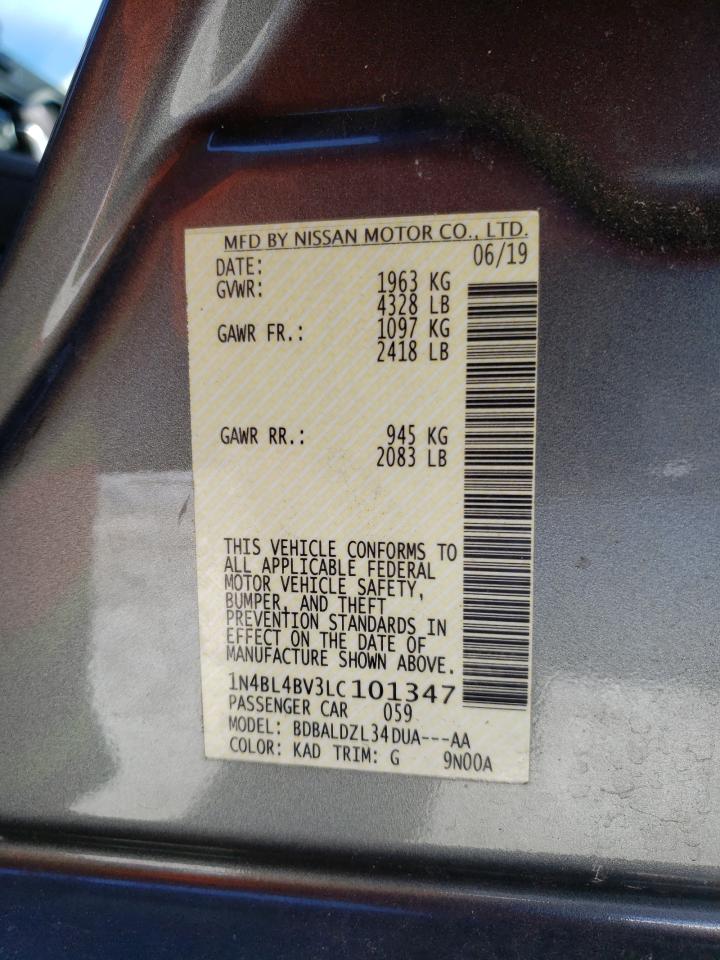 MFD BY NISSAN MOTOR CO., LTD.
DATE: 06/19
GVWR: 1963 KG
4328 LB
GAWR FR.: 1097 KG
2418 LB
GAWR RR.: 945 KG
2083 LB
THIS VEHICLE CONFORMS TO
ALL APPLICABLE FEDERAL
MOTOR VEHICLE SAFETY,
BUMPER, AND THEFT
PREVENTION STANDARDS IN
EFFECT ON THE DATE OF
MANUFACTURE SHOWN ABOVE.
1N4BL4BV3LC101347
PASSENGER CAR 059
MODEL: BDBALDZL34DUA---AA
COLOR: KAD TRIM: G 9N00A